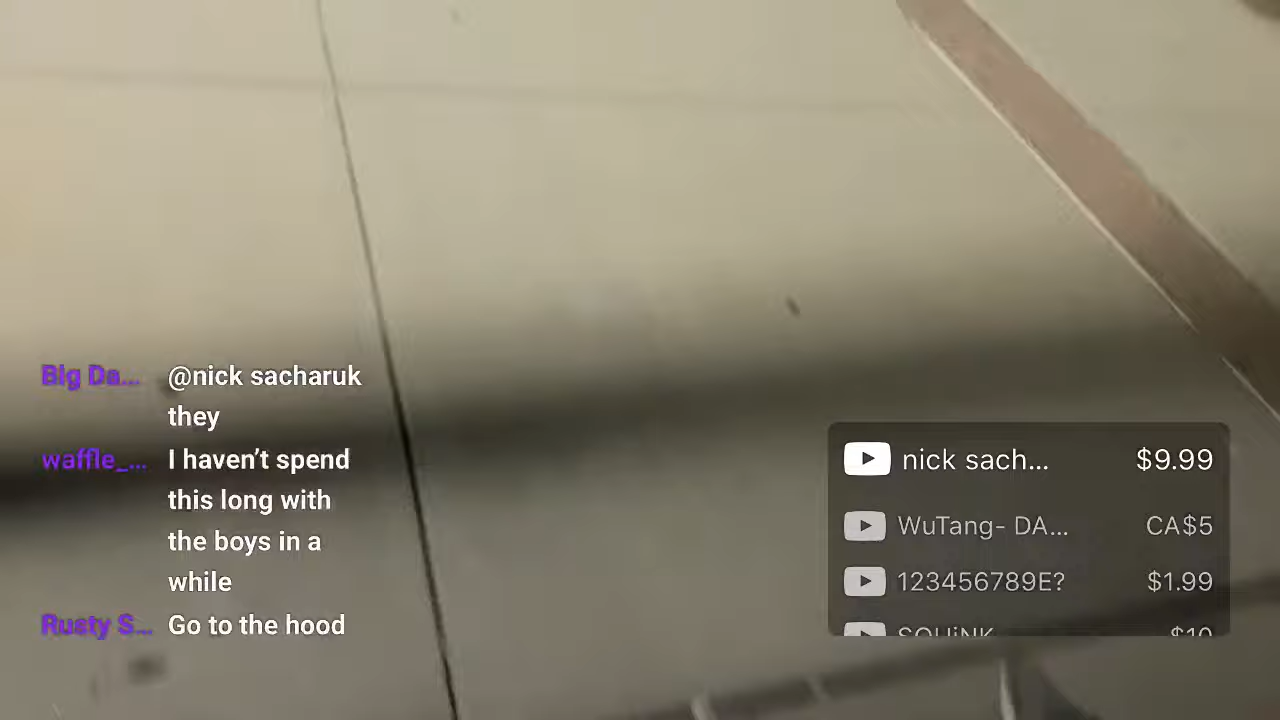 Big Da... @nick sacharuk
they
waffle_... I haven't spend
this long with
the boys in a
while
Rusty S... Go to the hood
nick sach... $9.99
WuTang- DA... CA$5
123456789E? $1.99
$10